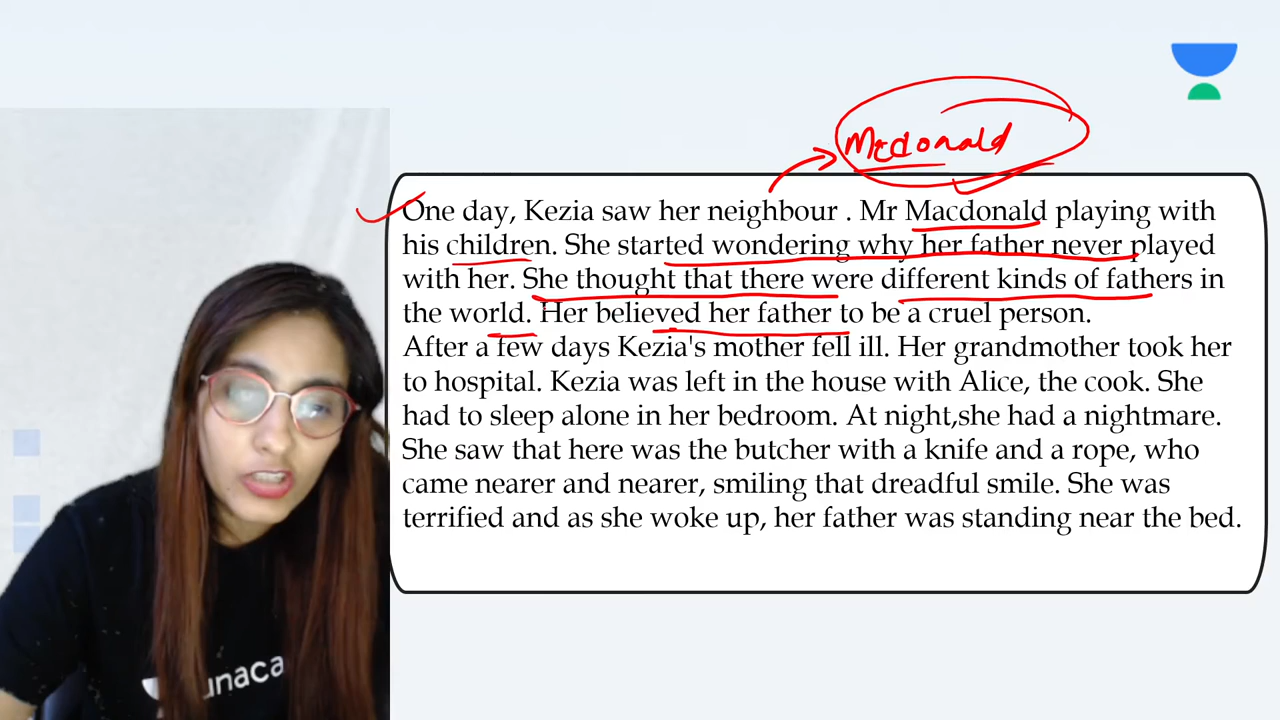 Mcdonald
One day, Kezia saw her neighbour . Mr Macdonald playing with
his children. She started wondering why her father never played
with her. She thought that there were different kinds of fathers in
the world. Her believed her father to be a cruel person.
After a few days Kezia's mother fell ill. Her grandmother took her
to hospital. Kezia was left in the house with Alice, the cook. She
had to sleep alone in her bedroom. At night,she had a nightmare.
She saw that here was the butcher with a knife and a rope, who
came nearer and nearer, smiling that dreadful smile. She was
terrified and as she woke up, her father was standing near the bed.
unaca